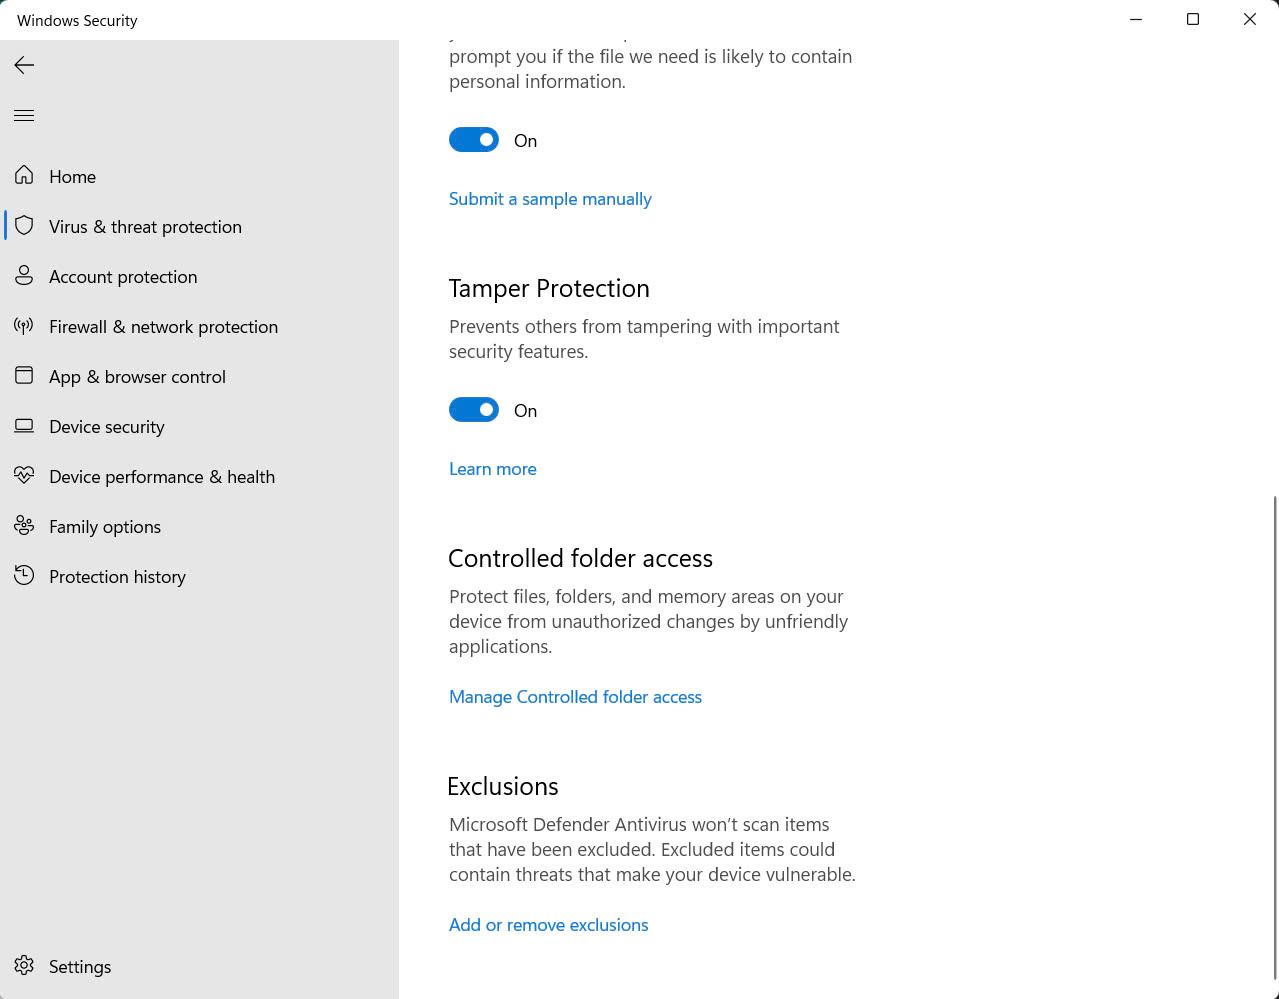 Windows Security
Home
Virus & threat protection
Account protection
Firewall & network protection
App & browser control
Device security
Device performance & health
Family options
Protection history
Settings
prompt you if the file we need is likely to contain
personal information.
On
Submit a sample manually
Tamper Protection
Prevents others from tampering with important
security features.
On
Learn more
Controlled folder access
Protect files, folders, and memory areas on your
device from unauthorized changes by unfriendly
applications.
Manage Controlled folder access
Exclusions
Microsoft Defender Antivirus won’t scan items
that have been excluded. Excluded items could
contain threats that make your device vulnerable.
Add or remove exclusions